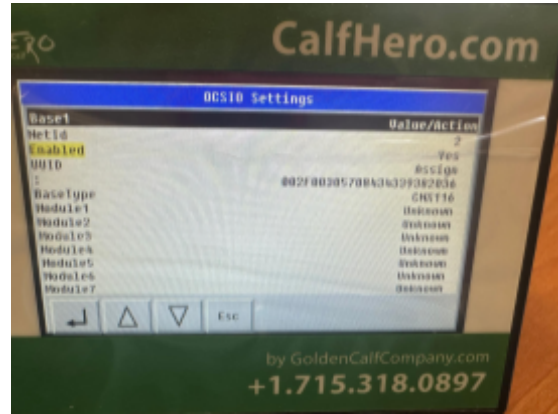 CalfHero.com
OCSIO Settings
Base1 Value/Action
NetId 2
Enabled Yes
UUID Assign
:
BaseType
Module1 Unknown
Module2 Unknown
Module3 Unknown
Module4 Unknown
Module5 Unknown
Module6 Unknown
Module7 Unknown
Esc
by GoldenCalfCompany.com
+1.715.318.0897